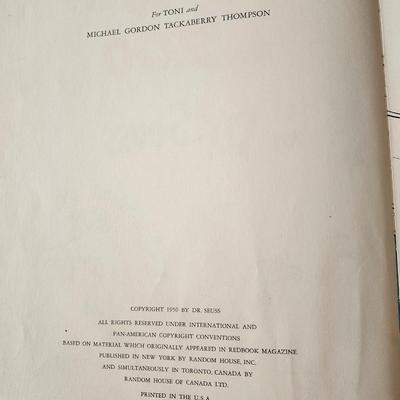 For TONI and
MICHAEL GORDON TACKABERRY THOMPSON
COPYRIGHT 1950 BY DR. SEUSS
ALL RIGHTS RESERVED UNDER INTERNATIONAL AND
PAN-AMERICAN COPYRIGHT CONVENTIONS
BASED ON MATERIAL WHICH ORIGINALLY APPEARED IN REDBOOK MAGAZINE
PUBLISHED IN NEW YORK BY RANDOM HOUSE, INC.
AND SIMULTANEOUSLY IN TORONTO, CANADA BY
RANDOM HOUSE OF CANADA LTD.
PRINTED IN THE U.S.A.